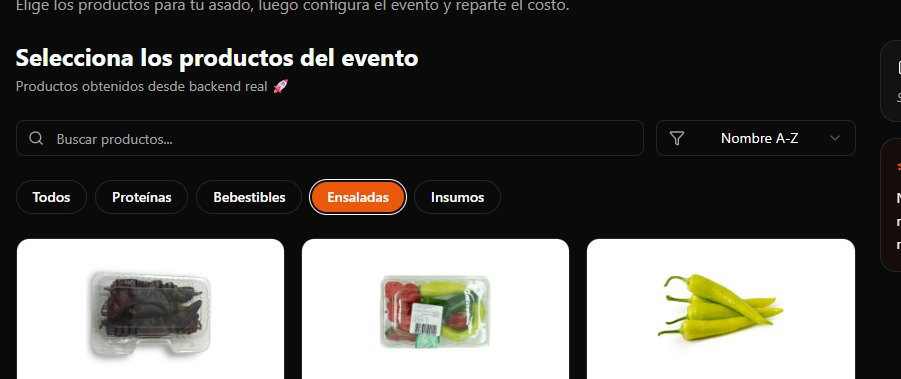 Elige los productos para tu asado, luego configura el evento y reparte el costo.
Selecciona los productos del evento
Productos obtenidos desde backend real 🚀
Buscar productos...
Nombre A-Z
Todos
Proteínas
Bebestibles
Ensaladas
Insumos